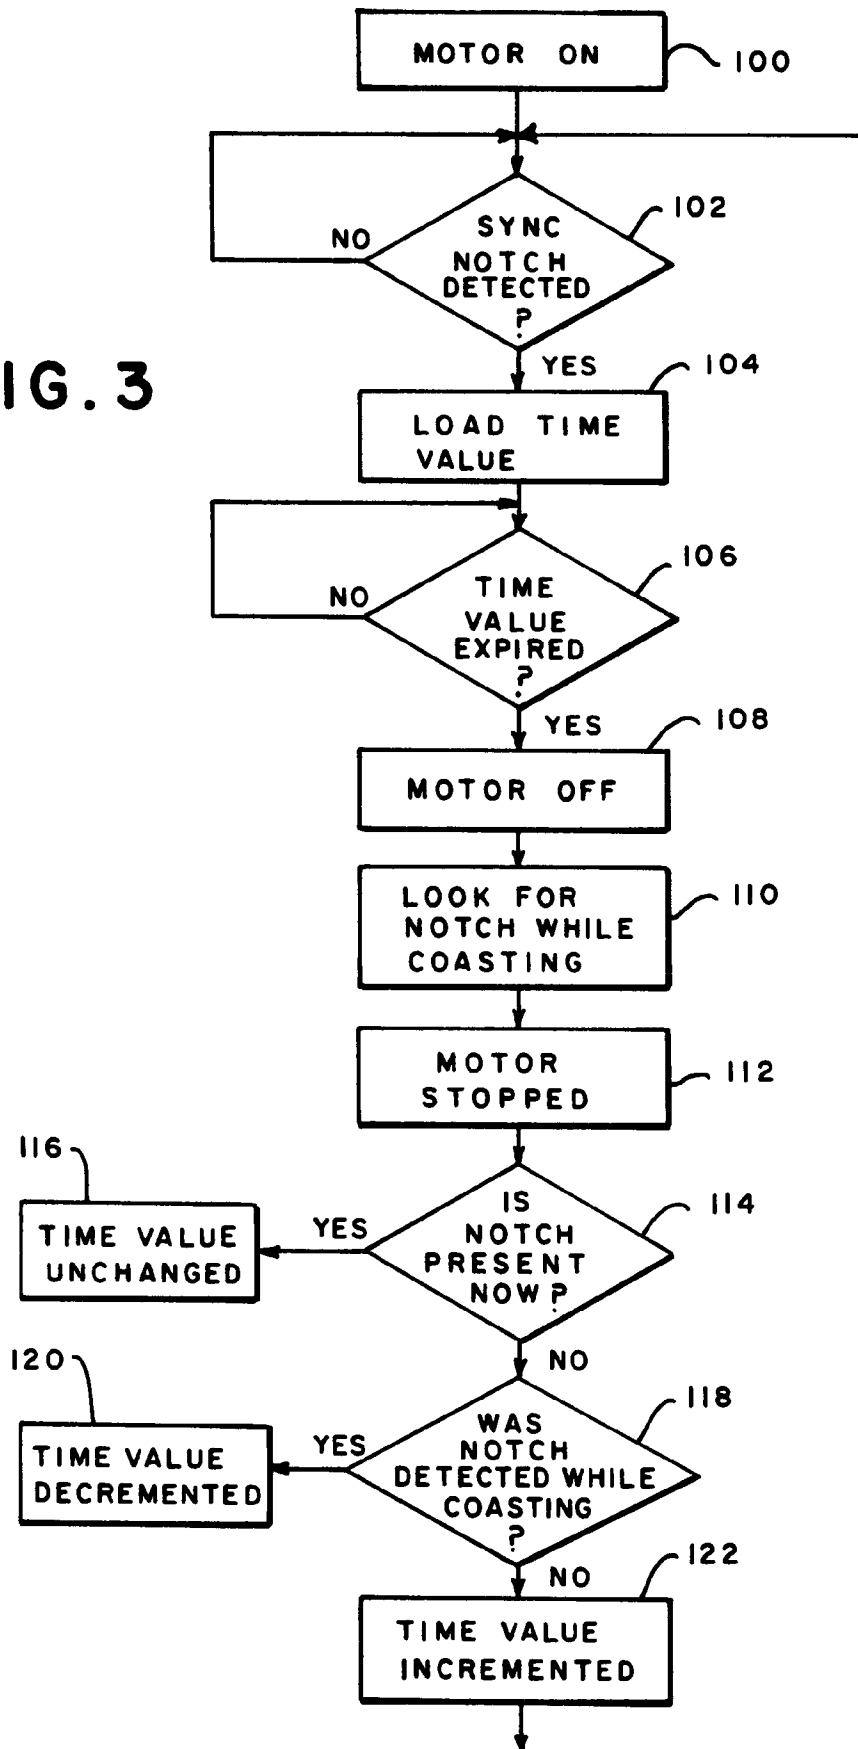 MOTOR ON
100
NO
SYNC
NOTCH
DETECTED
?
102
YES
IG. 3
104
LOAD TIME
VALUE
NO
TIME
VALUE
EXPIRED
?
106
YES
108
MOTOR OFF
LOOK FOR
NOTCH WHILE
COASTING
110
MOTOR
STOPPED
112
116
TIME VALUE
UNCHANGED
YES
IS
NOTCH
PRESENT
NOW?
114
NO
120
TIME VALUE
DECREMENTED
YES
WAS
NOTCH
DETECTED WHILE
COASTING
?
118
NO
122
TIME VALUE
INCREMENTED